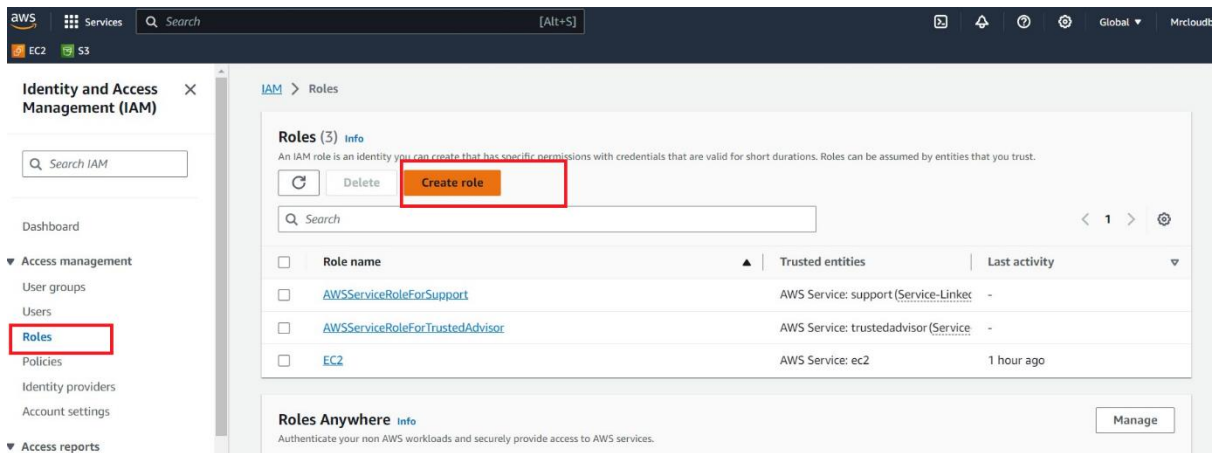 aws Services Search [Alt+S] Global ▼ Mrcloudb
EC2 S3
Identity and Access
Management (IAM)
Search IAM
Dashboard
▼ Access management
User groups
Users
Roles
Policies
Identity providers
Account settings
▼ Access reports
IAM > Roles
Roles (3) Info
An IAM role is an identity you can create that has specific permissions with credentials that are valid for short durations. Roles can be assumed by entities that you trust.
Delete Create role
Search < 1 >
Role name ▲ Trusted entities Last activity
AWSServiceRoleForSupport AWS Service: support (Service-Linked -
AWSServiceRoleForTrustedAdvisor AWS Service: trustedadvisor (Service -
EC2 AWS Service: ec2 1 hour ago
Roles Anywhere Info Manage
Authenticate your non AWS workloads and securely provide access to AWS services.